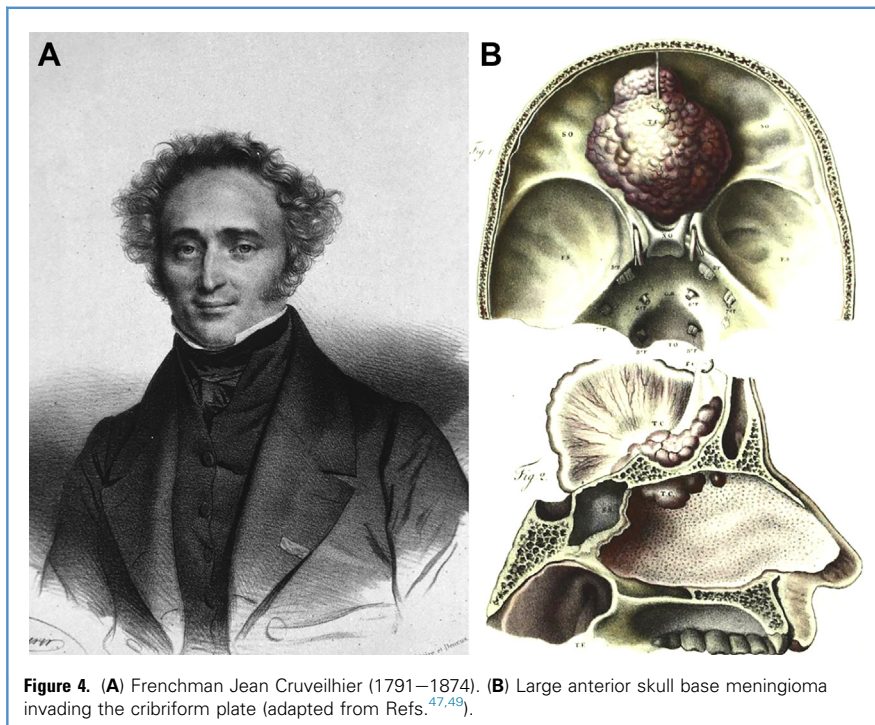 A
B
Fig 1.
T.C
S O
X O
T O
T.C.
Fig 2.
T.C.
T.F
Figure 4. (A) Frenchman Jean Cruveilhier (1791–1874). (B) Large anterior skull base meningioma
invading the cribriform plate (adapted from Refs.47,49).